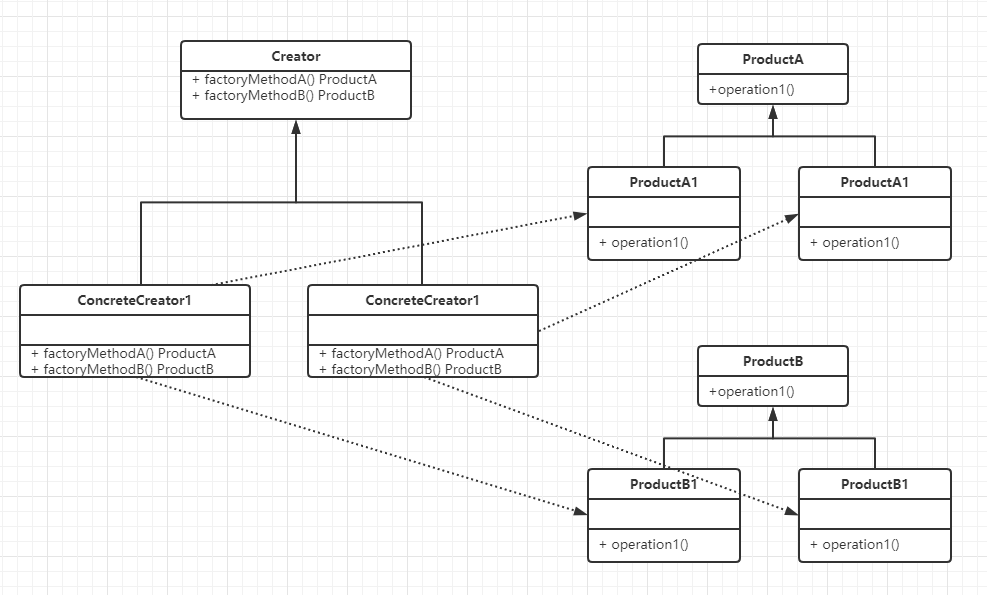 Creator
+ factoryMethodA() ProductA
+ factoryMethodB() ProductB
ProductA
+operation1()
ProductA1
+ operation1()
ProductA1
+ operation1()
ConcreteCreator1
+ factoryMethodA() ProductA
+ factoryMethodB() ProductB
ConcreteCreator1
+ factoryMethodA() ProductA
+ factoryMethodB() ProductB
ProductB
+operation1()
ProductB1
+ operation1()
ProductB1
+ operation1()